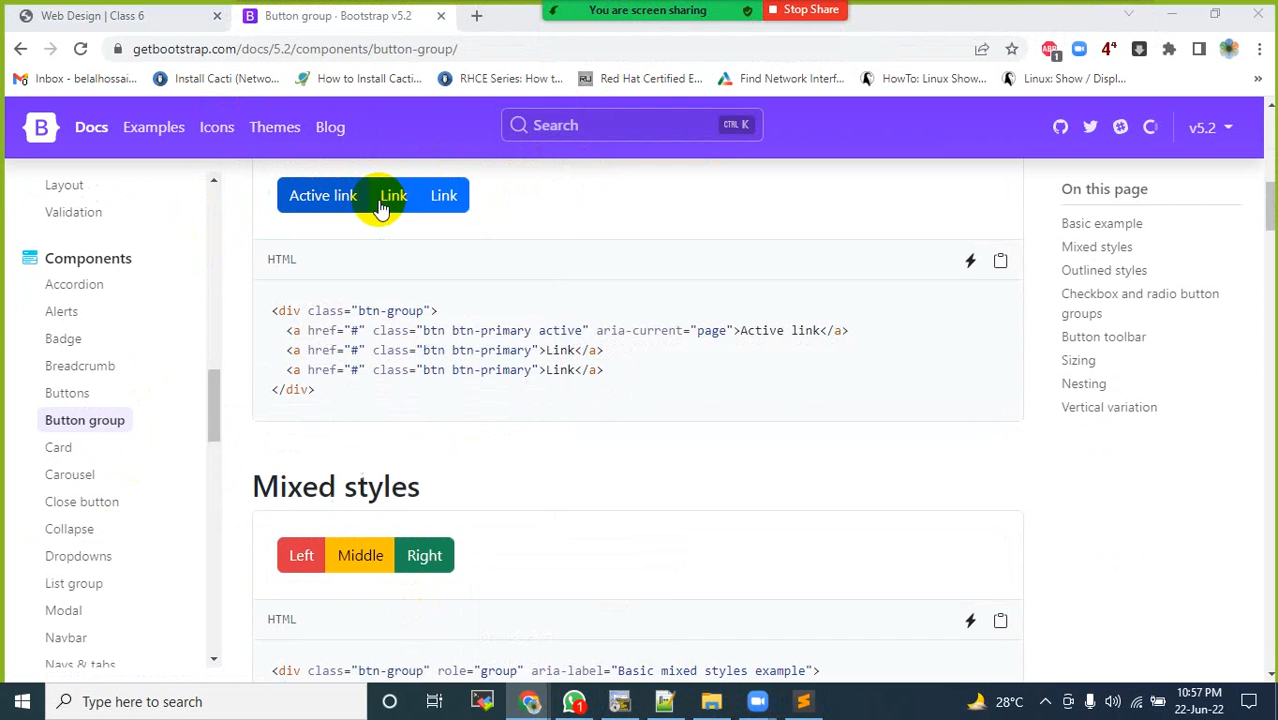 Web Design | Class 6
Button group · Bootstrap v5.2
You are screen sharing
Stop Share
getbootstrap.com/docs/5.2/components/button-group/
ABP
1
4⁴
Inbox - belalhossai...
Install Cacti (Netwo...
How to Install Cacti...
RHCE Series: How t...
RU
Red Hat Certified E...
Find Network Interf...
HowTo: Linux Show...
Linux: Show / Displ...
»
B
Docs
Examples
Icons
Themes
Blog
Search
CTRL K
v5.2
Layout
Validation
Components
Accordion
Alerts
Badge
Breadcrumb
Buttons
Button group
Card
Carousel
Close button
Collapse
Dropdowns
List group
Modal
Navbar
Navs & tabs
Active link
Link
Link
HTML
<div class="btn-group">
<a href="#" class="btn btn-primary active" aria-current="page">Active link</a>
<a href="#" class="btn btn-primary">Link</a>
<a href="#" class="btn btn-primary">Link</a>
</div>
Mixed styles
Left
Middle
Right
HTML
<div class="btn-group" role="group" aria-label="Basic mixed styles example">
On this page
Basic example
Mixed styles
Outlined styles
Checkbox and radio button
groups
Button toolbar
Sizing
Nesting
Vertical variation
Type here to search
1
28°C
10:57 PM
22-Jun-22